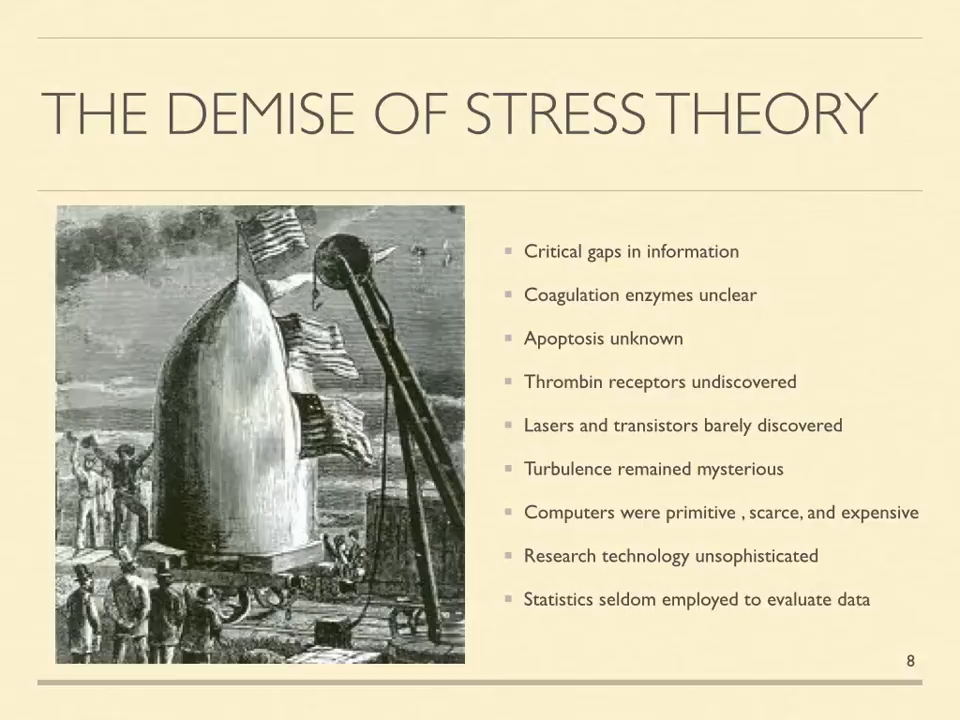 THE DEMISE OF STRESS THEORY
Critical gaps in information
Coagulation enzymes unclear
Apoptosis unknown
Thrombin receptors undiscovered
Lasers and transistors barely discovered
Turbulence remained mysterious
Computers were primitive , scarce, and expensive
Research technology unsophisticated
Statistics seldom employed to evaluate data
8